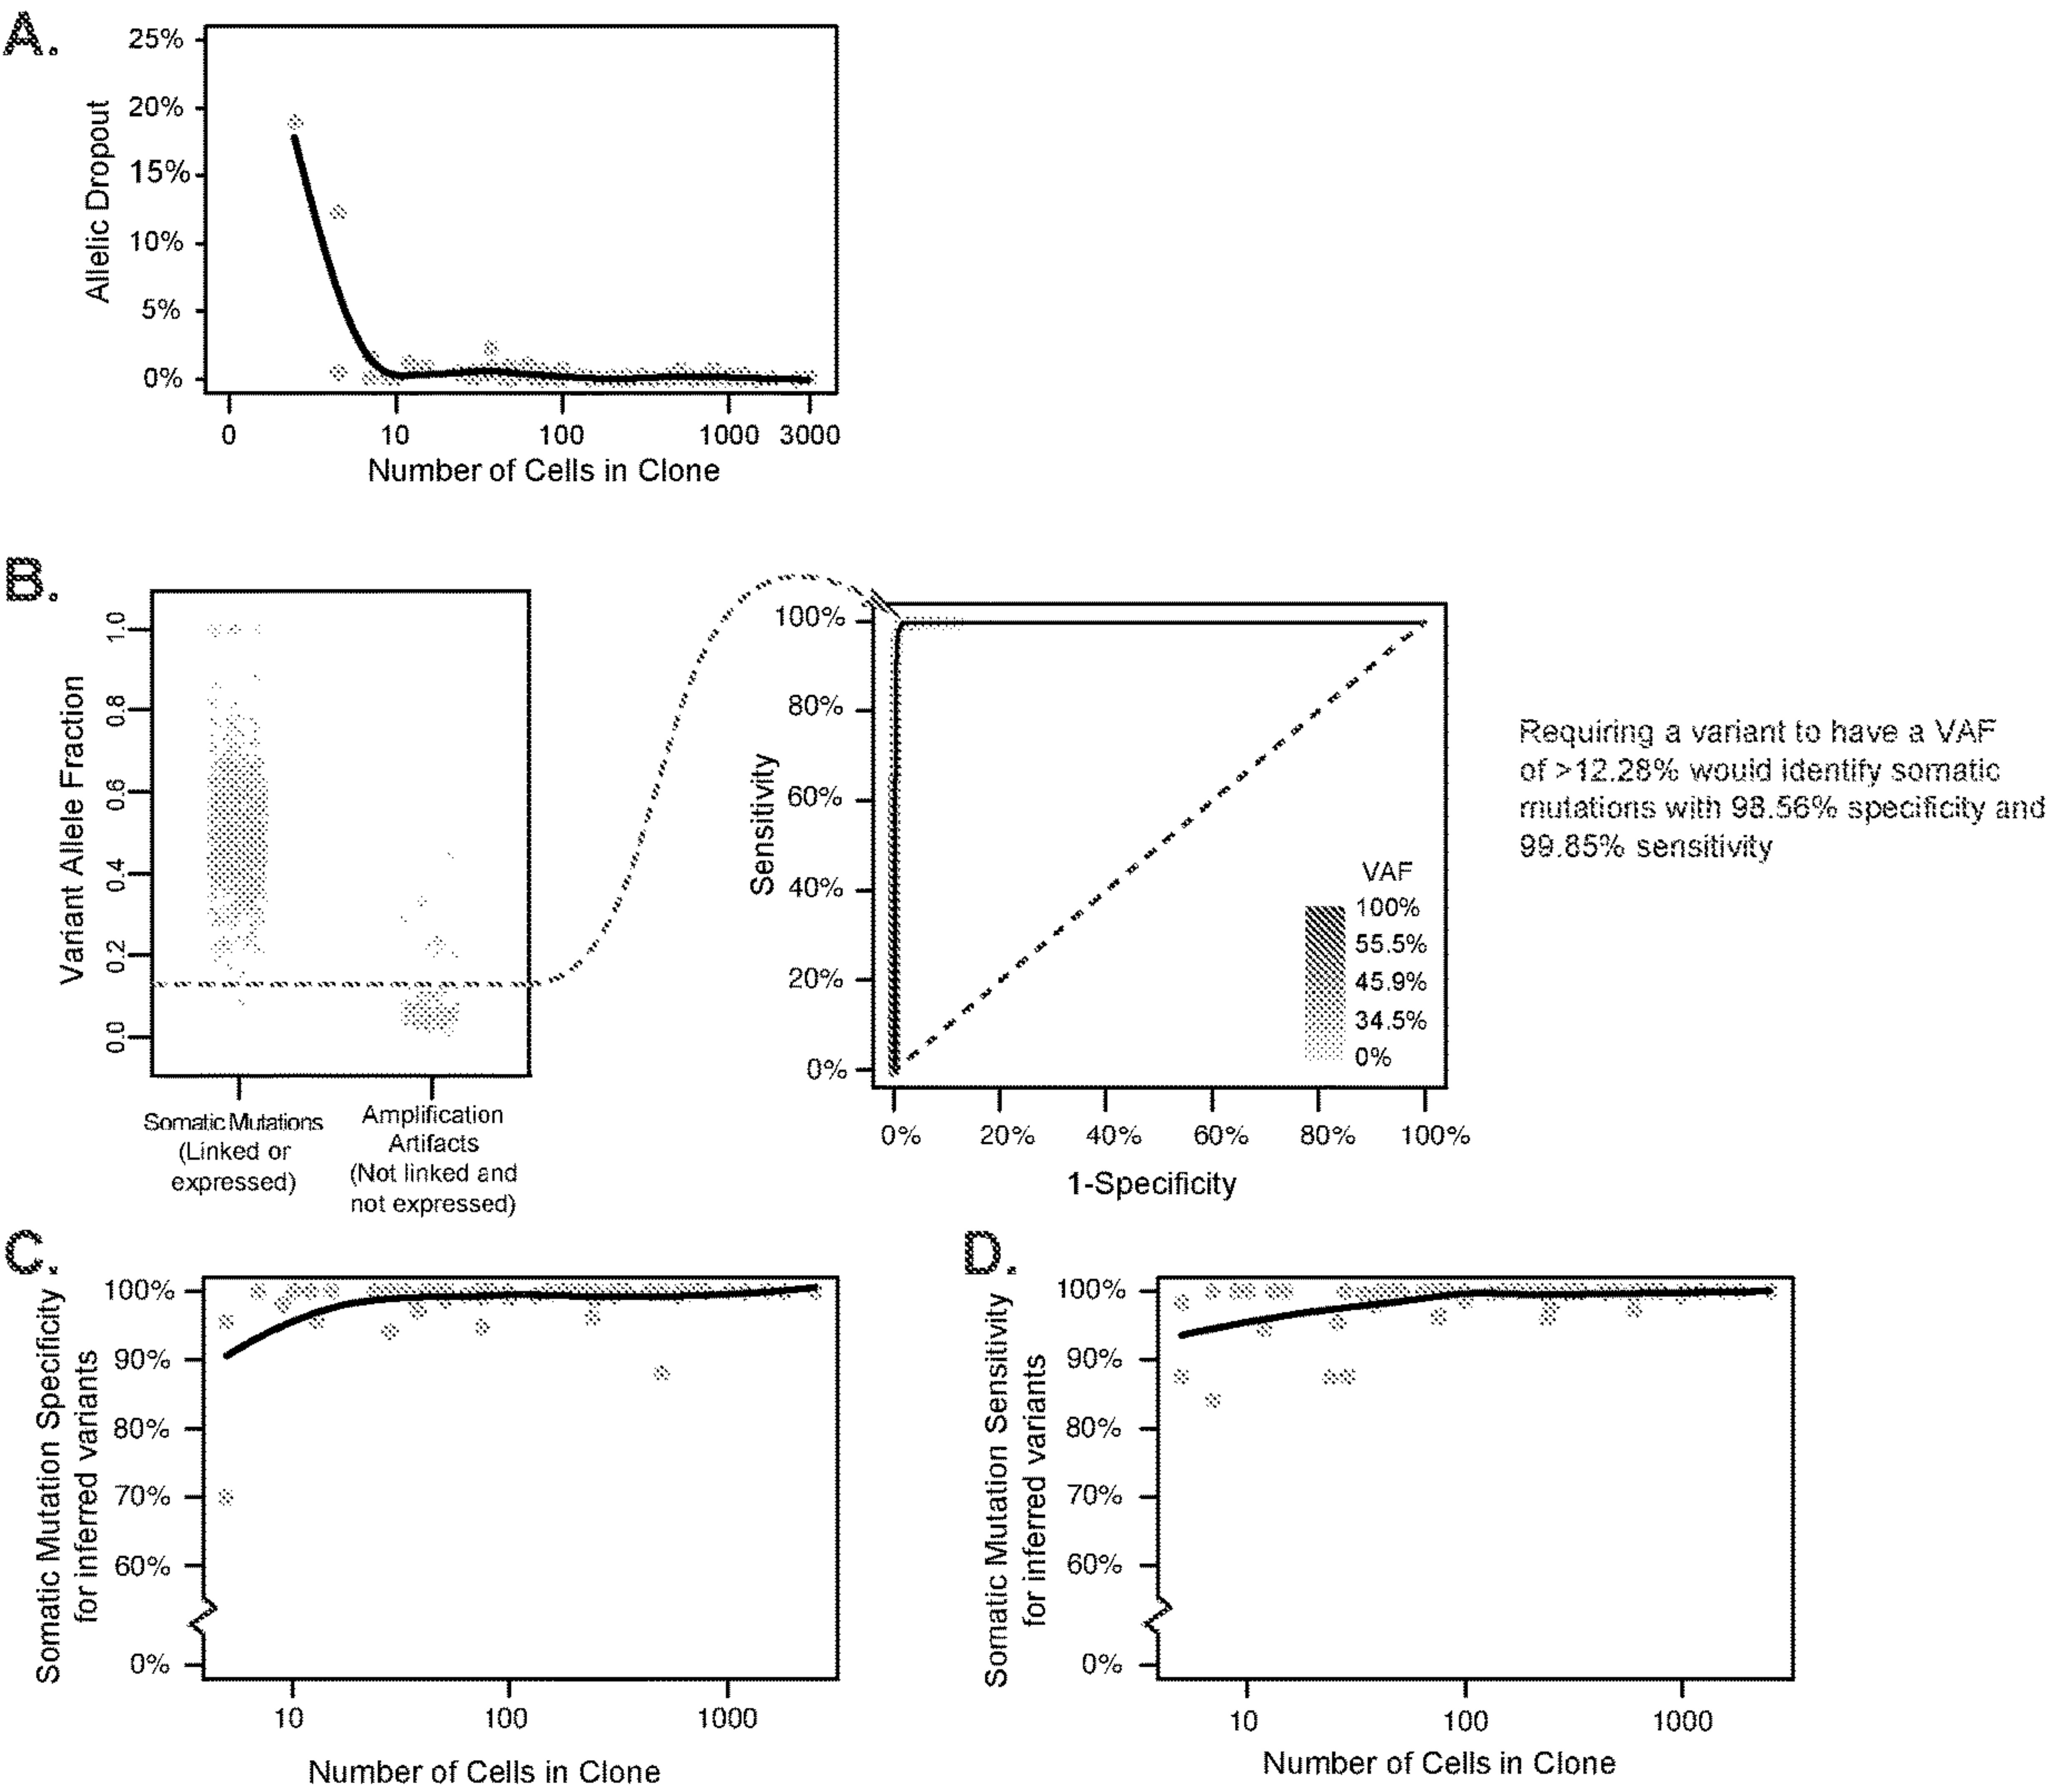 A.
25%
20%
15%
10%
5%
0%
Allelic Dropout
0 10 100 1000 3000
Number of Cells in Clone
B.
1.0
0.8
0.6
0.4
0.2
0.0
Variant Allele Fraction
Somatic Mutations
(Linked or
expressed)
Amplification
Artifacts
(Not linked and
not expressed)
100%
80%
60%
40%
20%
0%
Sensitivity
VAF
100%
55.5%
45.9%
34.5%
0%
0% 20% 40% 60% 80% 100%
1-Specificity
Requiring a variant to have a VAF
of >12.28% would identify somatic
mutations with 98.56% specificity and
99.85% sensitivity
C.
100%
90%
80%
70%
60%
0%
Somatic Mutation Specificity
for inferred variants
10 100 1000
Number of Cells in Clone
D.
100%
90%
80%
70%
60%
0%
Somatic Mutation Sensitivity
for inferred variants
10 100 1000
Number of Cells in Clone